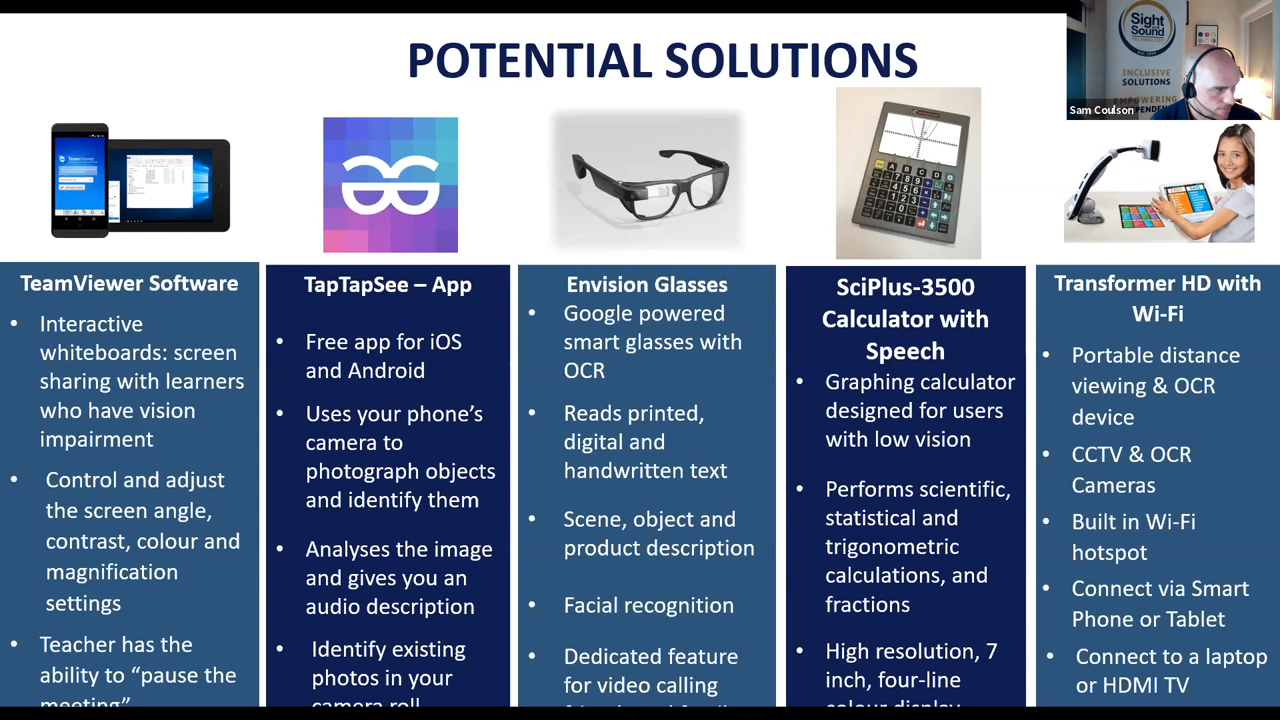 POTENTIAL SOLUTIONS
Sight
and
Sound
INCLUSIVE
SOLUTIONS
EMPOWERING
Sam Coulson
TeamViewer
TeamViewer Software
• Interactive
whiteboards: screen
sharing with learners
who have vision
impairment
• Control and adjust
the screen angle,
contrast, colour and
magnification
settings
• Teacher has the
ability to “pause the
meeting”
TapTapSee – App
• Free app for iOS
and Android
• Uses your phone’s
camera to
photograph objects
and identify them
• Analyses the image
and gives you an
audio description
• Identify existing
photos in your
camera roll
Envision Glasses
• Google powered
smart glasses with
OCR
• Reads printed,
digital and
handwritten text
• Scene, object and
product description
• Facial recognition
• Dedicated feature
for video calling
SciPlus-3500
Calculator with
Speech
• Graphing calculator
designed for users
with low vision
• Performs scientific,
statistical and
trigonometric
calculations, and
fractions
• High resolution, 7
inch, four-line
colour display
Transformer HD with
Wi-Fi
• Portable distance
viewing & OCR
device
• CCTV & OCR
Cameras
• Built in Wi-Fi
hotspot
• Connect via Smart
Phone or Tablet
• Connect to a laptop
or HDMI TV